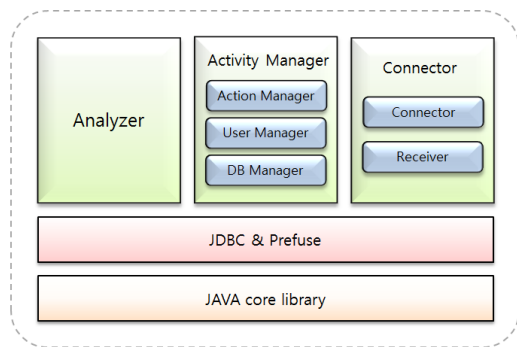 Analyzer
Activity Manager
Action Manager
User Manager
DB Manager
Connector
Connector
Receiver
JDBC & Prefuse
JAVA core library